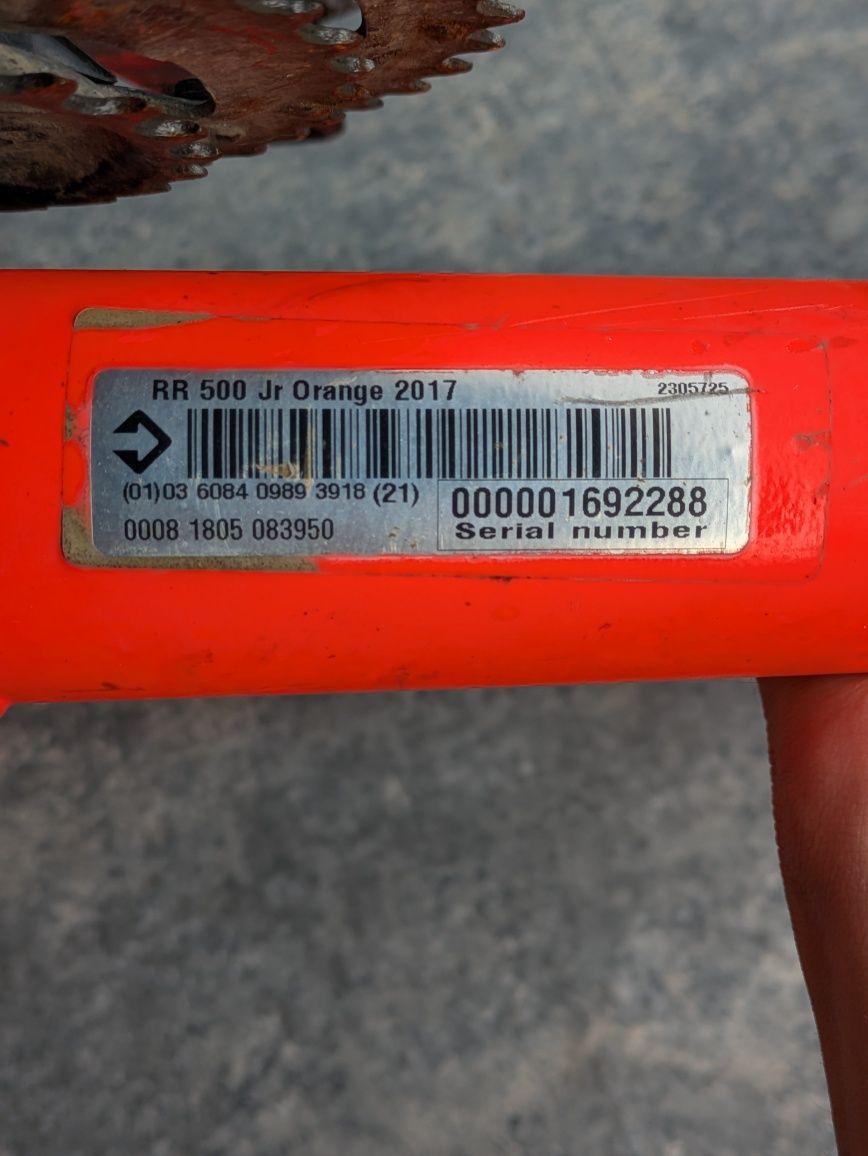 RR 500 Jr Orange 2017
2305725
(01)03 6084 0989 3918 (21)
000001692288
0008 1805 083950
Serial number